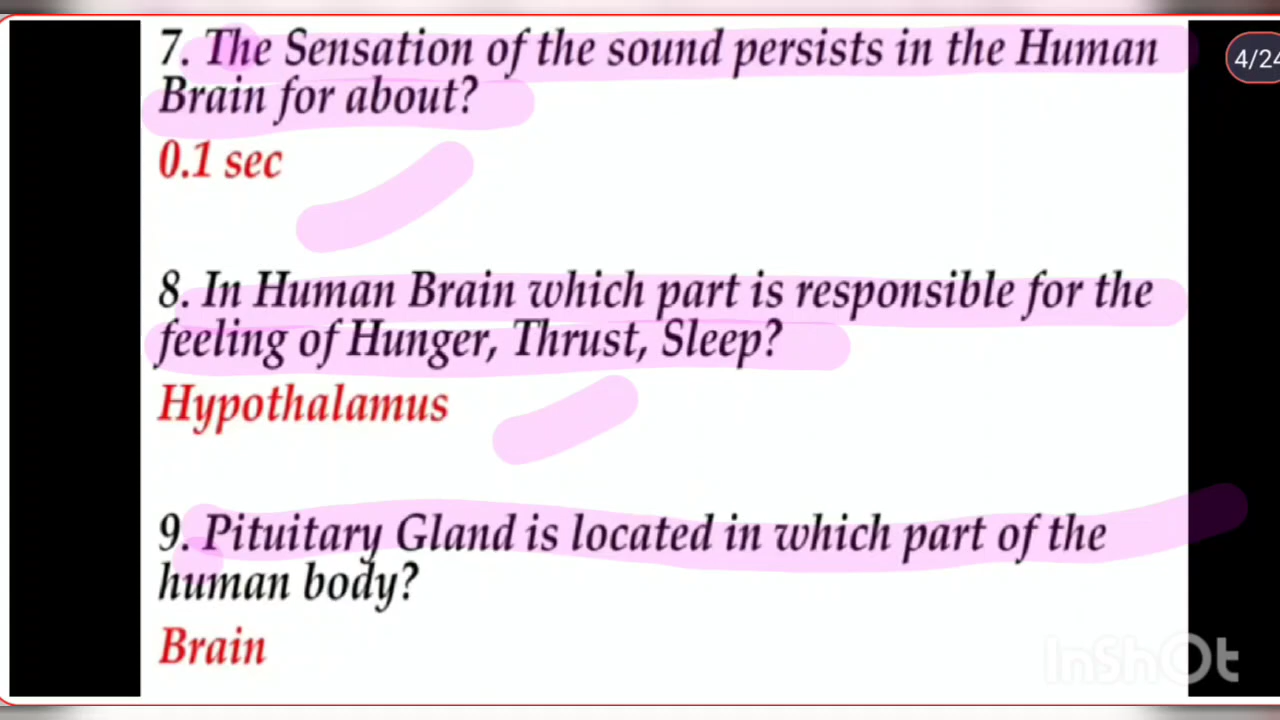 7. The Sensation of the sound persists in the Human
Brain for about?
0.1 sec
8. In Human Brain which part is responsible for the
feeling of Hunger, Thrust, Sleep?
Hypothalamus
9. Pituitary Gland is located in which part of the
human body?
Brain
4/24
InShOt